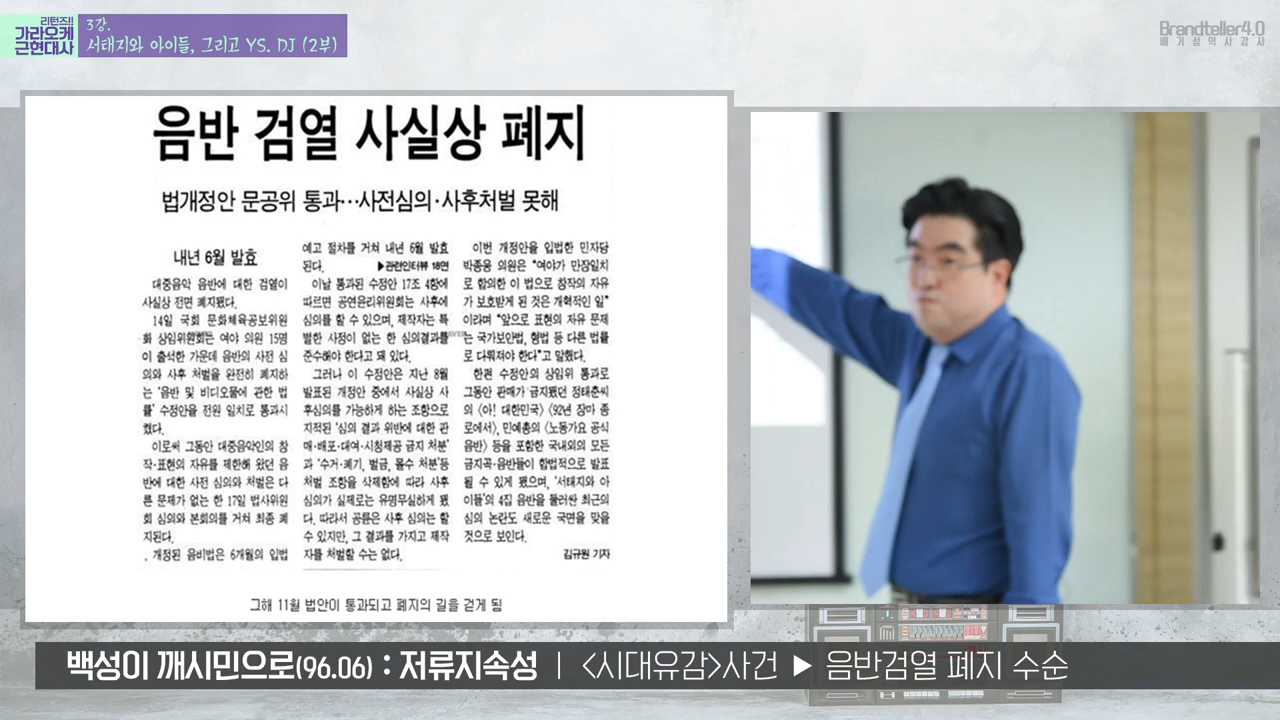 리턴즈!!
가라오케
근현대사
3강.
서태지와 아이들, 그리고 YS. DJ (2부)
Brandteller4.0
배기성역사강사
음반 검열 사실상 폐지
법개정안 문공위 통과…사전심의·사후처벌 못해
내년 6월 발효
대중음악 음반에 대한 검열이
사실상 전면 폐지됐다.
14일 국회 문화체육공보위원
화 상임위원회는 여야 의원 15명
이 출석한 가운데 음반의 사전 심
의와 사후 처벌을 완전히 폐지하
는 '음반 및 비디오물에 관한 법
률' 수정안을 전원 일치로 통과시
켰다.
이로써 그동안 대중음악인의 창
작·표현의 자유를 제한해 왔던 음
반에 대한 사전 심의와 처벌은 다
른 문제가 없는 한 17일 법사위원
회 심의와 본회의를 거쳐 최종 폐
지된다.
개정된 음비법은 6개월의 입법
예고 절차를 거쳐 내년 6월 발효
된다. ▶관련인터뷰 18면
이날 통과된 수정안 17조 4항에
따르면 공연윤리위원회는 사후에
심의를 할 수 있으며, 제작자는 특
별한 사정이 없는 한 심의결과를
준수해야 한다고 돼 있다.
그러나 이 수정안은 지난 8월
발표된 개정안 중에서 사실상 사
후심의를 가능하게 하는 조항으로
지적된 '심의 결과 위반에 대한 판
매·배포·대여·시청제공 금지 처분'
과 '수거·폐기, 벌금, 몰수 처분'등
처벌 조항을 삭제함에 따라 사후
심의가 실제로는 유명무실하게 됐
다. 따라서 공륜은 사후 심의는 할
수 있지만, 그 결과를 가지고 제작
자를 처벌할 수는 없다.
이번 개정안을 입법한 민자당
박종웅 의원은 "여야가 만장일치
로 합의한 이 법으로 창작의 자유
가 보호받게 된 것은 개혁적인 일"
이라며 "앞으로 표현의 자유 문제
는 국가보안법, 형법 등 다른 법률
로 다뤄져야 한다"고 말했다.
한편 수정안의 상임위 통과로
그동안 판매가 금지됐던 정태춘씨
의 〈아! 대한민국〉〈92년 장마 종
로에서〉, 민예총의 〈노동가요 공식
음반〉 등을 포함한 국내외의 모든
금지곡·음반들이 합법적으로 발표
될 수 있게 됐으며, '서태지와 아
이들'의 4집 음반을 둘러싼 최근의
심의 논란도 새로운 국면을 맞을
것으로 보인다.
김규원 기자
그해 11월 법안이 통과되고 폐지의 길을 걷게 됨
백성이 깨시민으로(96.06) : 저류지속성 | <시대유감>사건 ▶ 음반검열 폐지 수순